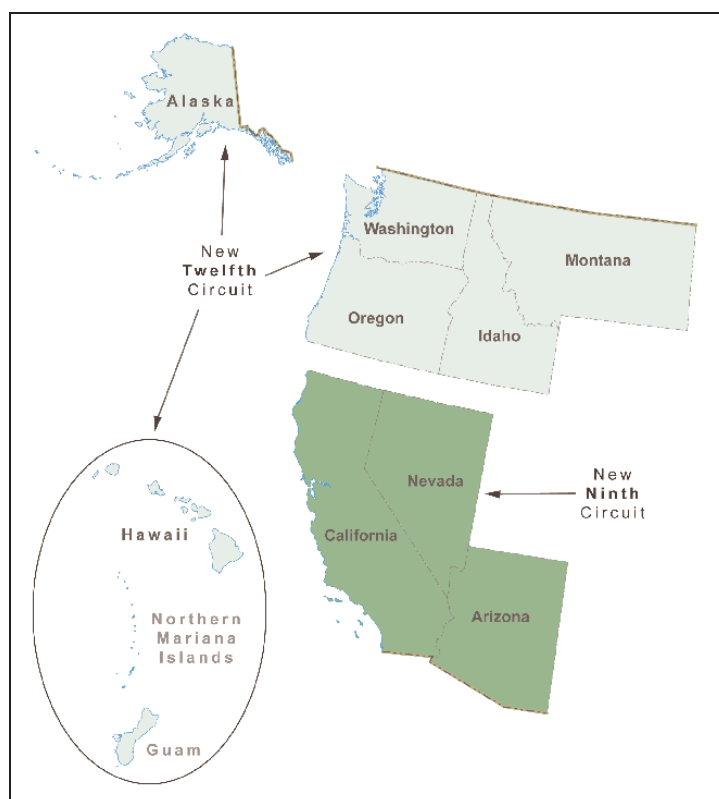 Alaska
Washington
Montana
New
Twelfth
Circuit
Oregon
Idaho
Nevada
New
Ninth
Circuit
California
Hawaii
Arizona
Northern
Mariana
Islands
Guam